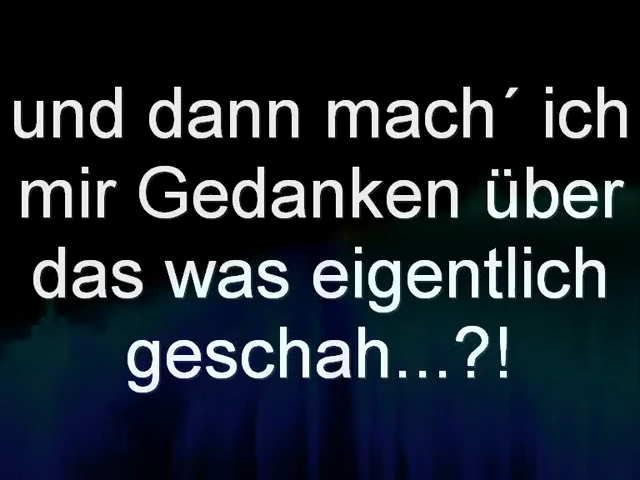 und dann mach´ ich
mir Gedanken über
das was eigentlich
geschah...?!